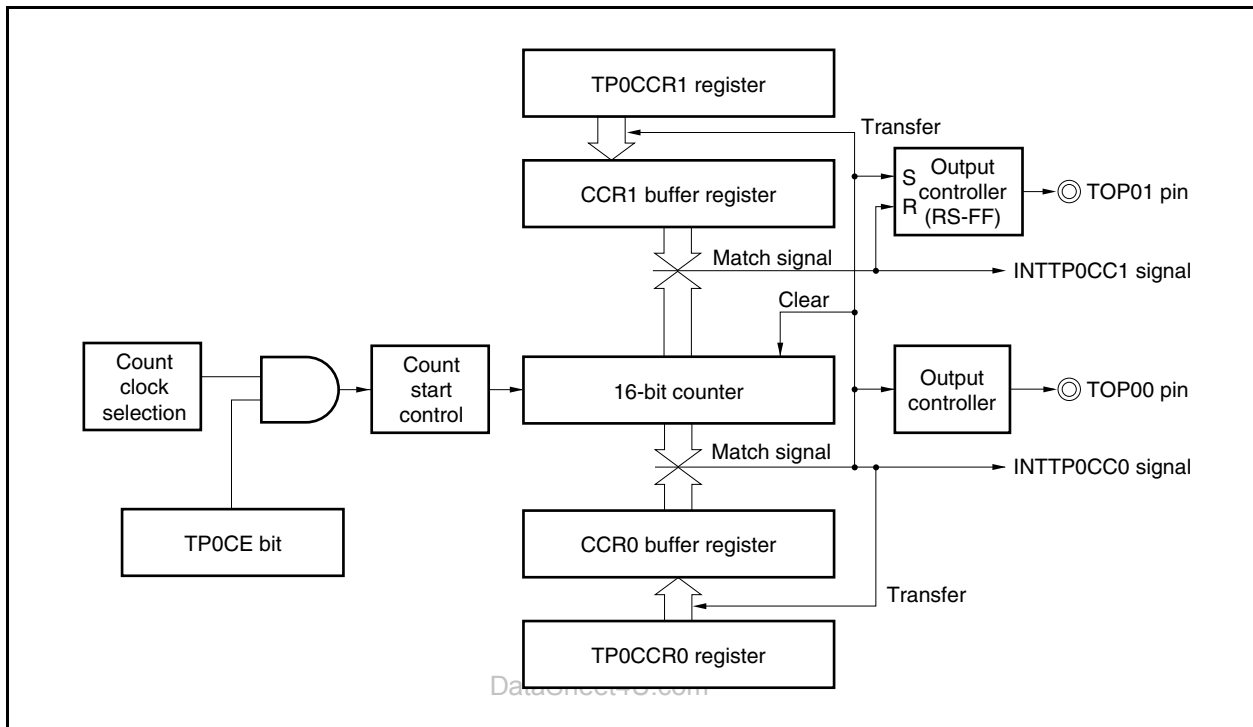 TP0CCR1 register
Transfer
CCR1 buffer register
S
R
Output
controller
(RS-FF)
TOP01 pin
Match signal
INTTP0CC1 signal
Clear
Count
clock
selection
Count
start
control
16-bit counter
Output
controller
TOP00 pin
Match signal
INTTP0CC0 signal
TP0CE bit
CCR0 buffer register
Transfer
TP0CCR0 register
DataSheet4U.com